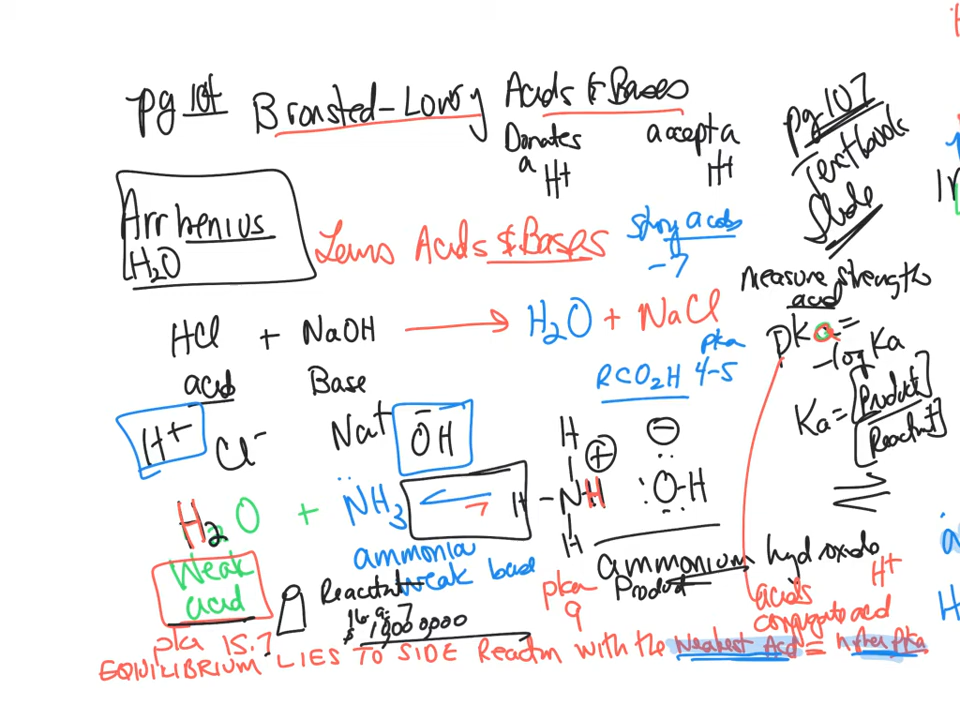 pg 104 Bronsted-Lowry Acids & Bases
Donates a H+
accept a H+
pg 107
Textbook
Slide
Arrhenius
H2O
Lewis Acids & Bases
strong acids
-7
measure strength
acid
pKa =
-log Ka
Ka = [Product]
[Reactant]
HCl + NaOH → H2O + NaCl
acid Base
pka
RCO2H 4-5
H+ Cl- Na+ OH
H2O + NH3 ⇌ H-N-H
H
H
+
-
:O-H
Weak acid
ammonia
weak base
Reactant
ammonium
Product
hydroxide
H+
acids
conjugate acid
pka 15.7
pka
9
EQUILIBRIUM LIES TO SIDE Reactn with the Weakest Acid = higher pka